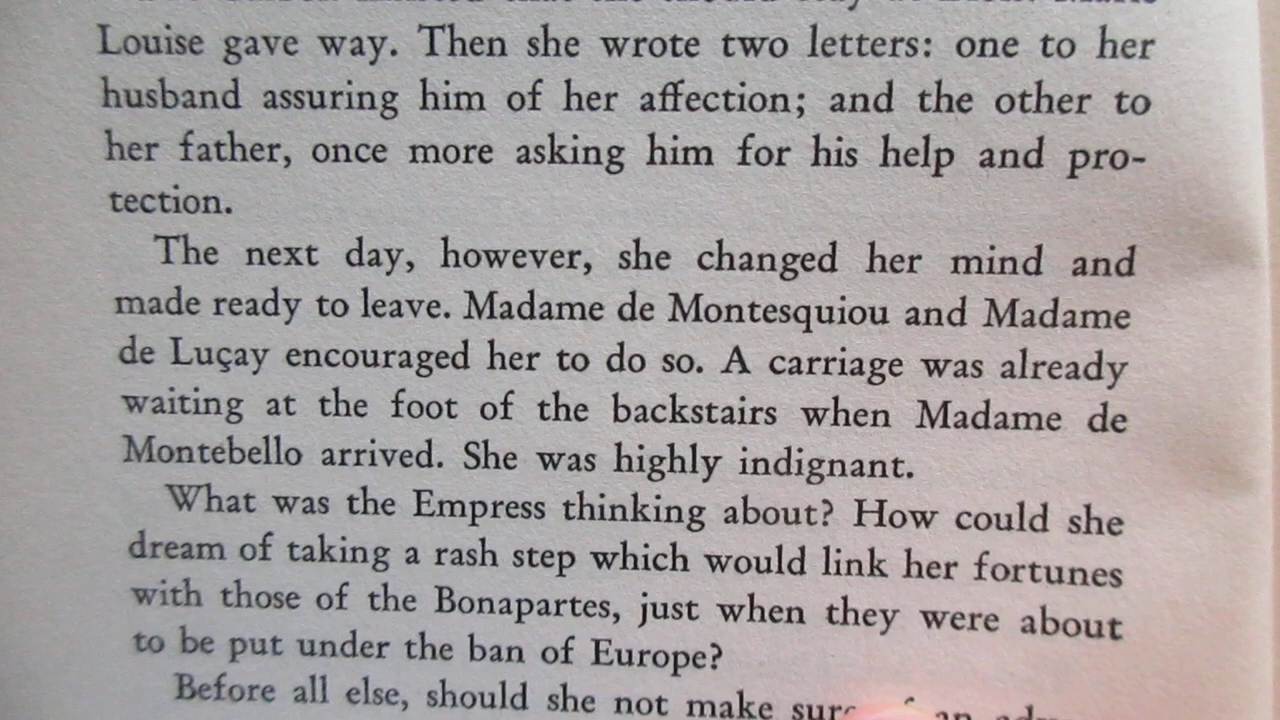 Louise gave way. Then she wrote two letters: one to her
husband assuring him of her affection; and the other to
her father, once more asking him for his help and pro-
tection.
The next day, however, she changed her mind and
made ready to leave. Madame de Montesquiou and Madame
de Luçay encouraged her to do so. A carriage was already
waiting at the foot of the backstairs when Madame de
Montebello arrived. She was highly indignant.
What was the Empress thinking about? How could she
dream of taking a rash step which would link her fortunes
with those of the Bonapartes, just when they were about
to be put under the ban of Europe?
Before all else, should she not make sure